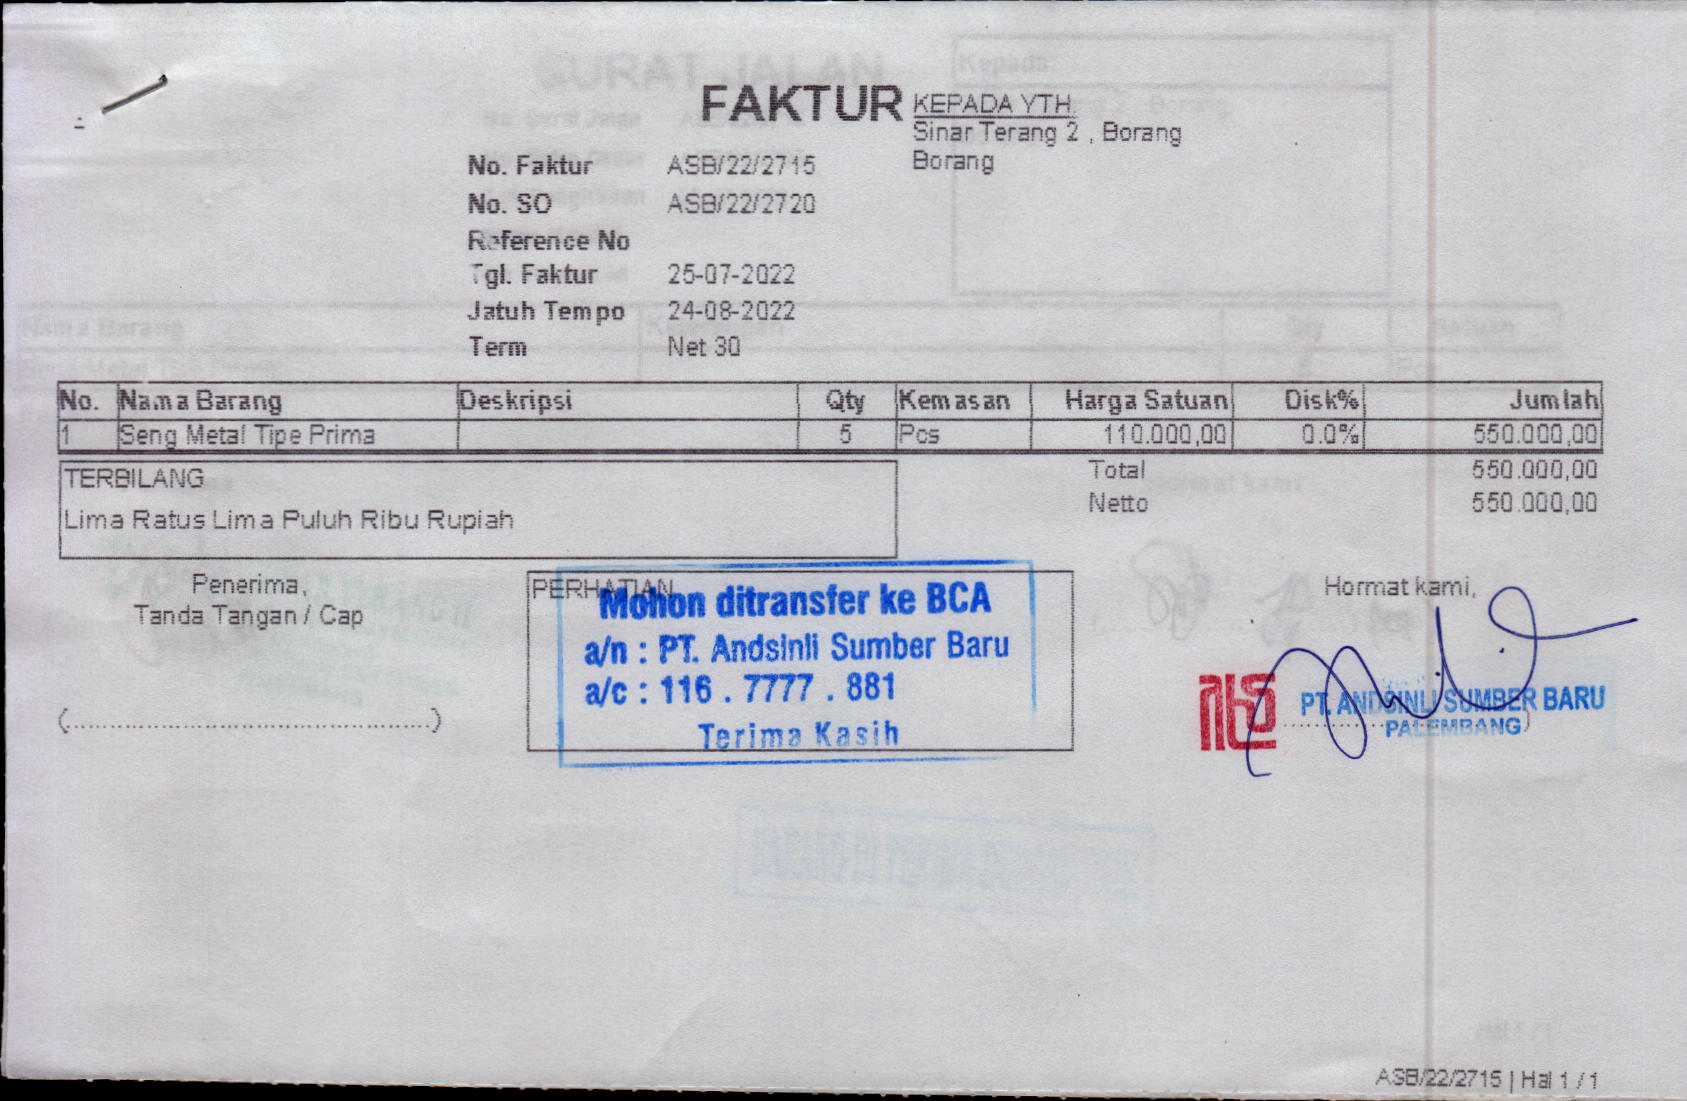 FAKTUR
KEPADA YTH.
Sinar Terang 2 , Borang
Borang
No. Faktur ASB/22/2715
No. SO ASB/22/2720
Reference No
Tgl. Faktur 25-07-2022
Jatuh Tempo 24-08-2022
Term Net 30
No. Nama Barang Deskripsi Qty Kemasan Harga Satuan Disk% Jumlah
1 Seng Metal Tipe Prima 5 Pcs 110.000,00 0.0% 550.000,00
TERBILANG
Lima Ratus Lima Puluh Ribu Rupiah
Total 550.000,00
Netto 550.000,00
Penerima,
Tanda Tangan / Cap
(......................................................)
PERHATIAN
Mohon ditransfer ke BCA
a/n : PT. Andsinli Sumber Baru
a/c : 116 . 7777 . 881
Terima Kasih
Hormat kami,
PT. ANDSINLI SUMBER BARU
PALEMBANG
ASB/22/2715 | Hal 1 / 1